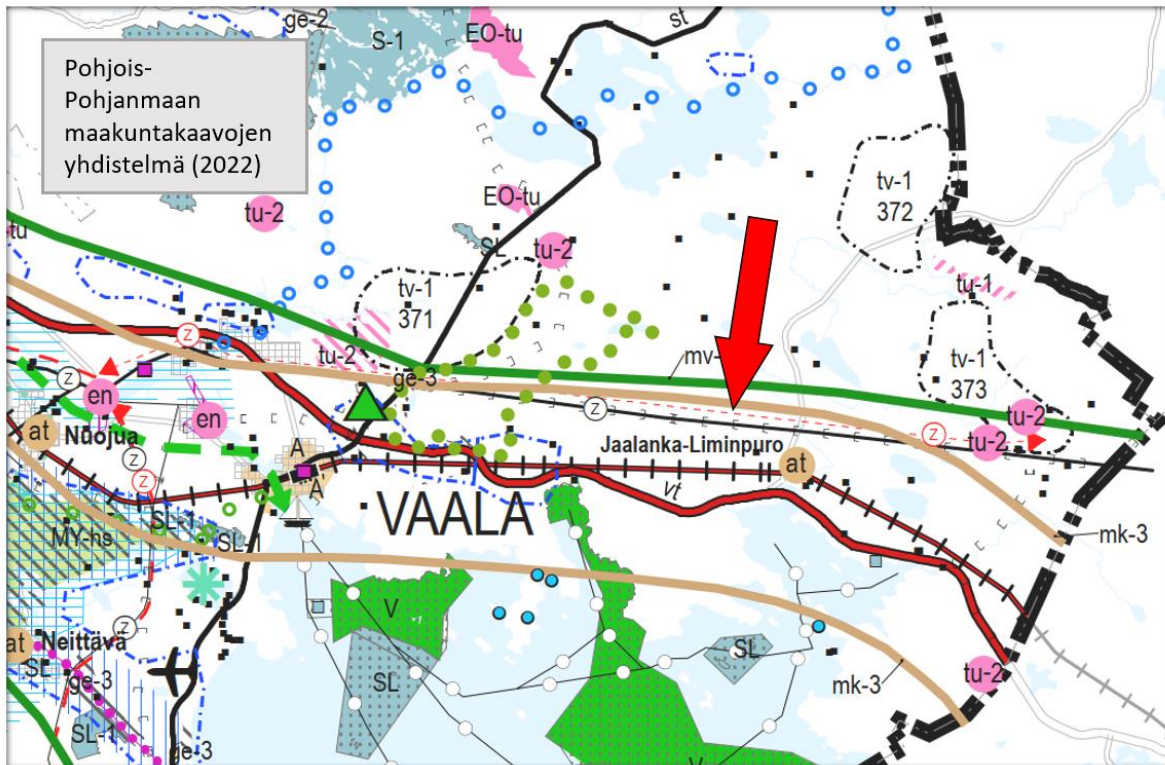 Pohjois-
Pohjanmaan
maakuntakaavojen
yhdistelmä (2022)
ge-2
S-1
EO-tu
st
tu-2
EO-tu
SL
tu-2
tv-1
372
tu
tv-1
371
tu-1
tu-2
Z
ge-3
mv-
tv-1
373
Z
en
en
Z
tu-2
Z
tu-2
at
Nuojua
Z
Z
A
A
Jaalanka-Liminpuro
at
vt
VAALA
SL-1
MY-hs
SL-1
mk-3
V
Z
Neittävä
at
SL
SL
SL
mk-3
tu-2
ge-3
SL-1
ge-3
V